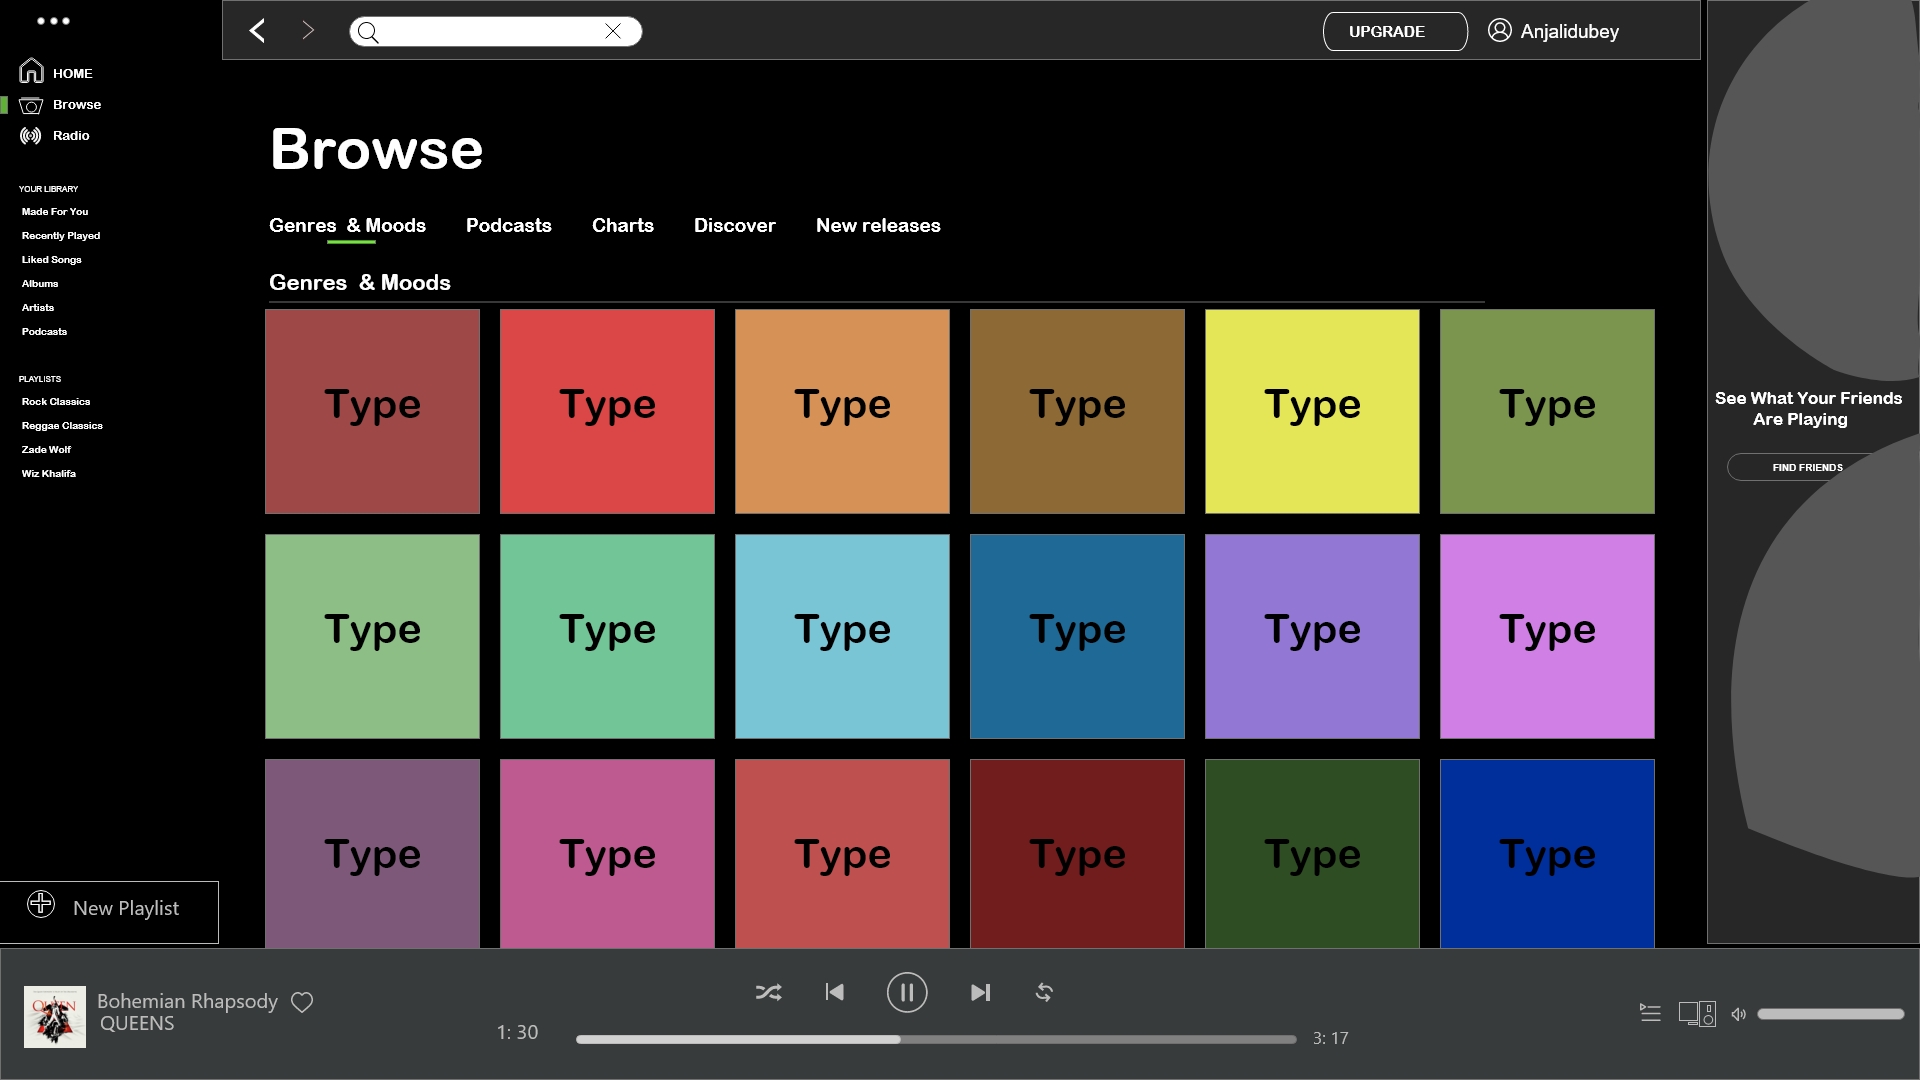 HOME
Browse
Radio
YOUR LIBRARY
Made For You
Recently Played
Liked Songs
Albums
Artists
Podcasts
PLAYLISTS
Rock Classics
Reggae Classics
Zade Wolf
Wiz Khalifa
New Playlist
UPGRADE
Anjalidubey
Browse
Genres & Moods Podcasts Charts Discover New releases
Genres & Moods
Type Type Type Type Type Type
Type Type Type Type Type Type
Type Type Type Type Type Type
See What Your Friends
Are Playing
FIND FRIENDS
QUEEN
Bohemian Rhapsody
QUEENS
1: 30
3: 17